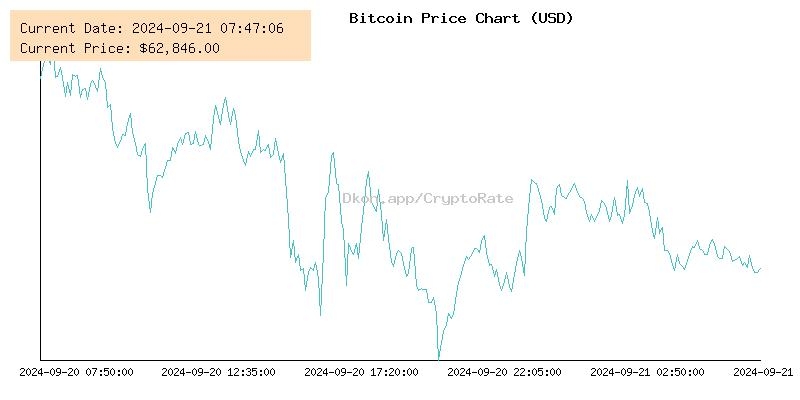 Bitcoin Price Chart (USD)
Current Date: 2024-09-21 07:47:06
Current Price: $62,846.00
Dkon.app/CryptoRate
2024-09-20 07:50:00 2024-09-20 12:35:00 2024-09-20 17:20:00 2024-09-20 22:05:00 2024-09-21 02:50:00 2024-09-21